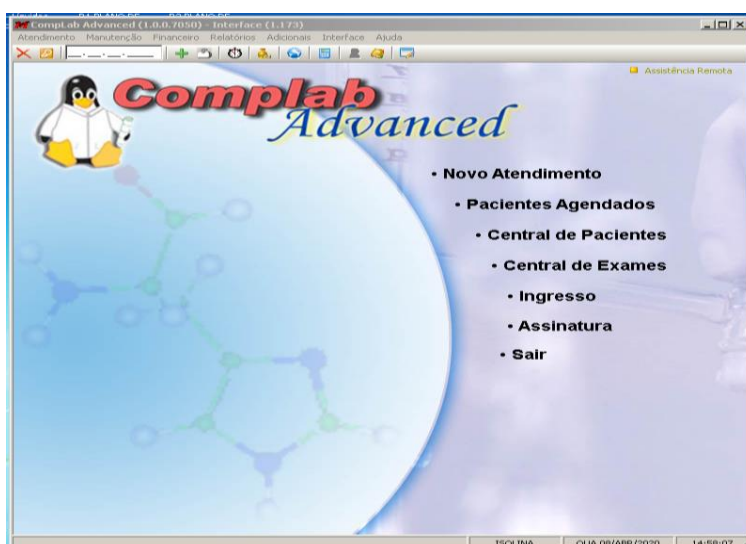 CompLab Advanced (1.0.0.7050) - Interface (1.173)
Atendimento Manutenção Financeiro Relatórios Adicionais Interface Ajuda
Assistência Remota
Complab
Advanced
• Novo Atendimento
• Pacientes Agendados
• Central de Pacientes
• Central de Exames
• Ingresso
• Assinatura
• Sair
ISOLINA QUA 08/ABR/2020 14:58:07